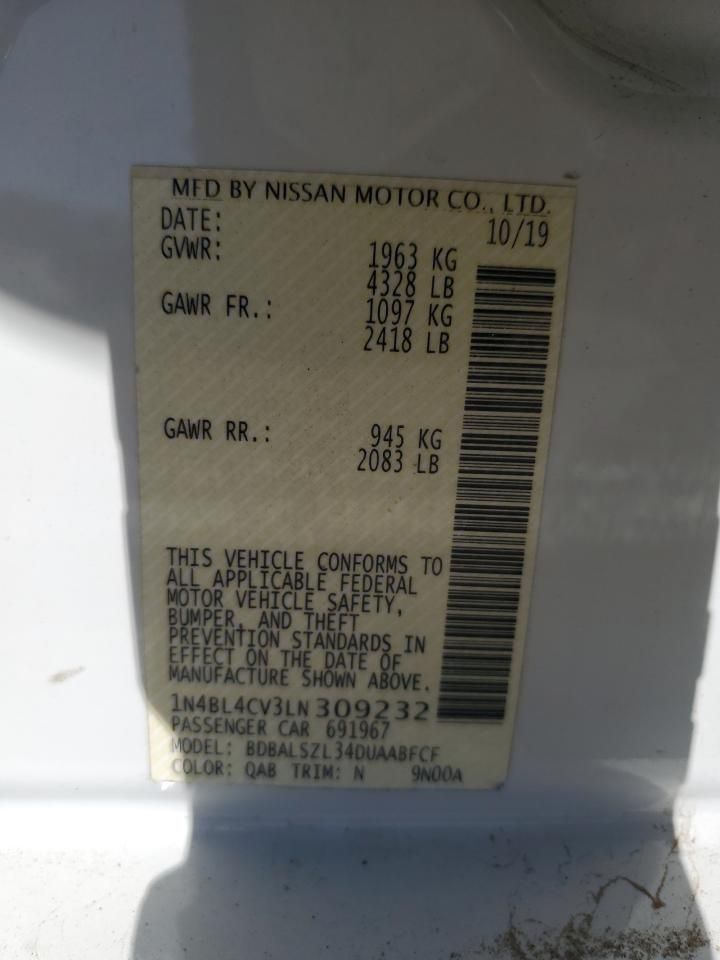 MFD BY NISSAN MOTOR CO., LTD.
DATE: 10/19
GVWR: 1963 KG
4328 LB
GAWR FR.: 1097 KG
2418 LB
GAWR RR.: 945 KG
2083 LB
THIS VEHICLE CONFORMS TO
ALL APPLICABLE FEDERAL
MOTOR VEHICLE SAFETY,
BUMPER, AND THEFT
PREVENTION STANDARDS IN
EFFECT ON THE DATE OF
MANUFACTURE SHOWN ABOVE.
1N4BL4CV3LN309232
PASSENGER CAR 691967
MODEL: BDBALSZL34DUAABFCF
COLOR: QAB TRIM: N 9N00A